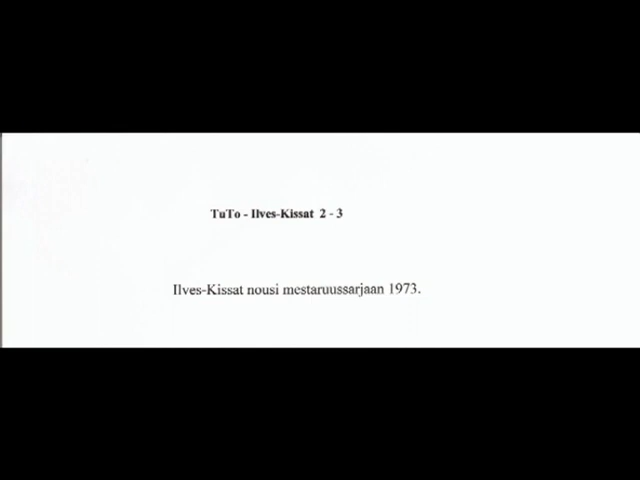 TuTo - Ilves-Kissat 2 - 3
Ilves-Kissat nousi mestaruussarjaan 1973.